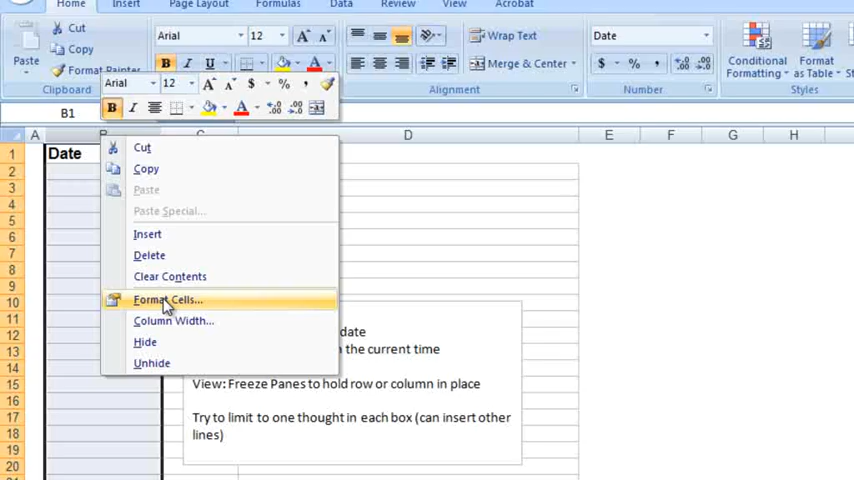 Home Insert Page Layout Formulas Data Review View Acrobat
Cut
Copy
Format Painter
Paste
Clipboard
Arial 12
B I U
Wrap Text
Merge & Center
Alignment
Date
$ % ,
Number
Conditional Formatting
Format as Table
Styles
Arial 12 A A $ % ,
B I A
B1
A C D E F G H
1 Date
2
3
4
5
6
7
8
9
10
11
12
13
14
15
16
17
18
19
20
Cut
Copy
Paste
Paste Special...
Insert
Delete
Clear Contents
Format Cells...
Column Width...
Hide
Unhide
date
the current time
View: Freeze Panes to hold row or column in place
Try to limit to one thought in each box (can insert other
lines)